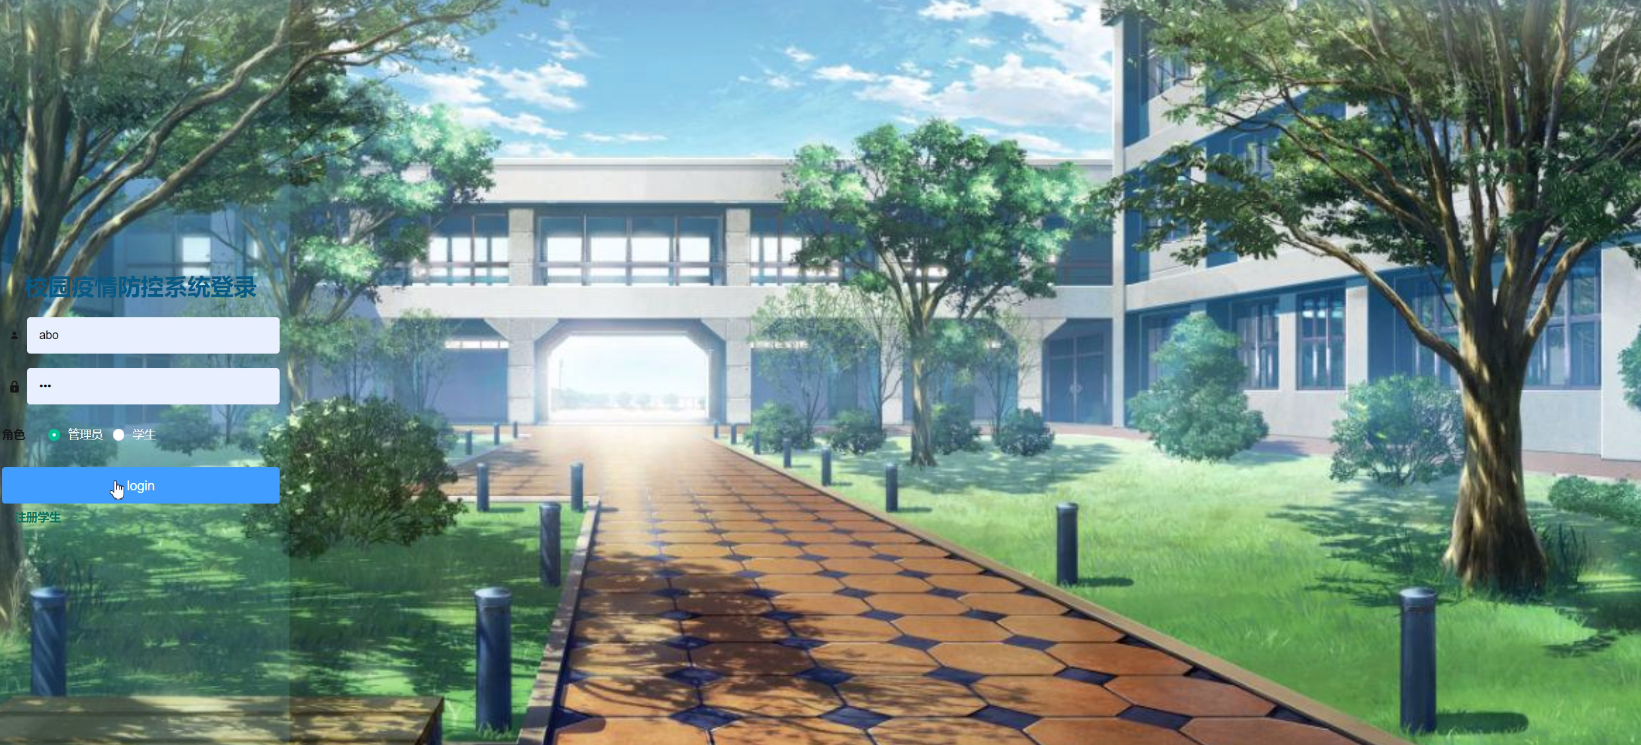 校园疫情防控系统登录
abo
•••
角色 管理员 学生
login
注册学生